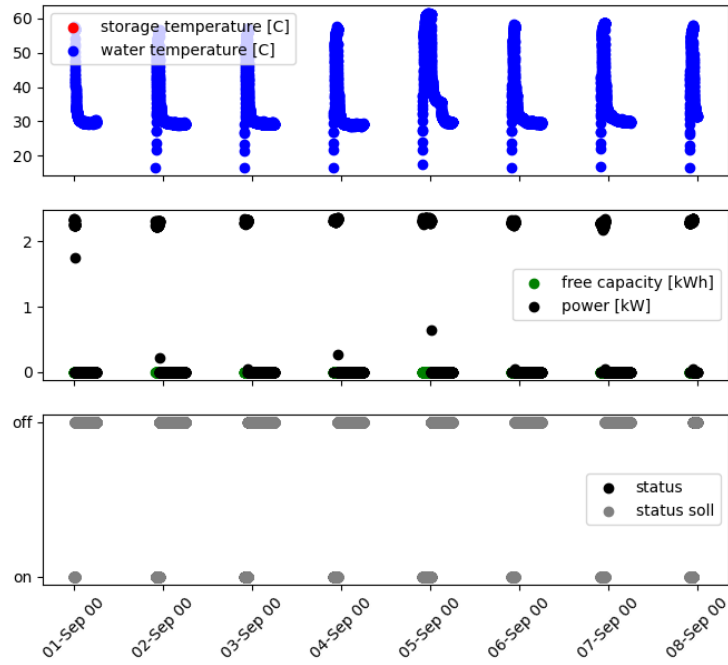 60
50
40
30
20
storage temperature [C]
water temperature [C]
2
1
0
free capacity [kWh]
power [kW]
off
on
status
status soll
01-Sep 00
02-Sep 00
03-Sep 00
04-Sep 00
05-Sep 00
06-Sep 00
07-Sep 00
08-Sep 00